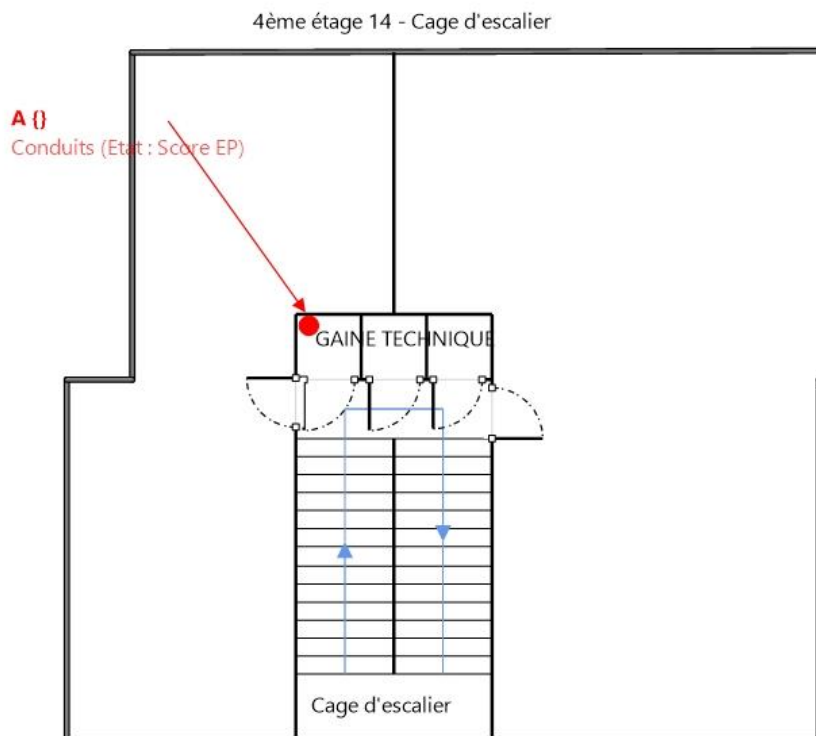 4ème étage 14 - Cage d'escalier
A {}
Conduits (Etat : Score EP)
GAINE TECHNIQUE
Cage d'escalier